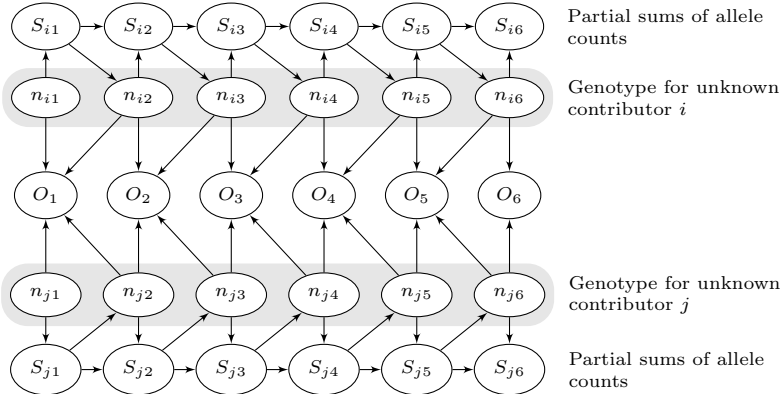 S_{i1} S_{i2} S_{i3} S_{i4} S_{i5} S_{i6}
Partial sums of allele
counts
n_{i1} n_{i2} n_{i3} n_{i4} n_{i5} n_{i6}
Genotype for unknown
contributor i
O_1 O_2 O_3 O_4 O_5 O_6
n_{j1} n_{j2} n_{j3} n_{j4} n_{j5} n_{j6}
Genotype for unknown
contributor j
S_{j1} S_{j2} S_{j3} S_{j4} S_{j5} S_{j6}
Partial sums of allele
counts